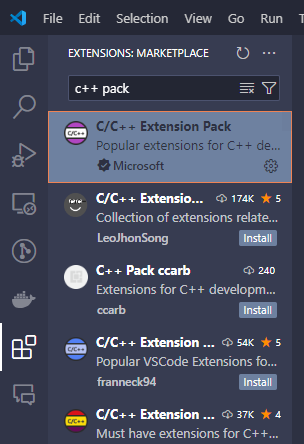 File Edit Go Run T
EXTENSIONS: MARKETPLACE
c++ pack
C/C++ Extension Pack
Popular extensions for C++ de...
Microsoft
C/C++ Extensio... 174K 5
Collection of extensions relate...
LeoJhonSong Install
C++ Pack ccarb 240
Extensions for C++ developm...
ccarb Install
C/C++ Extension ... 54K 5
Popular VSCode Extensions fo...
franneck94 Install
C/C++ Extension ... 37K 4
Must have extensions for C++...